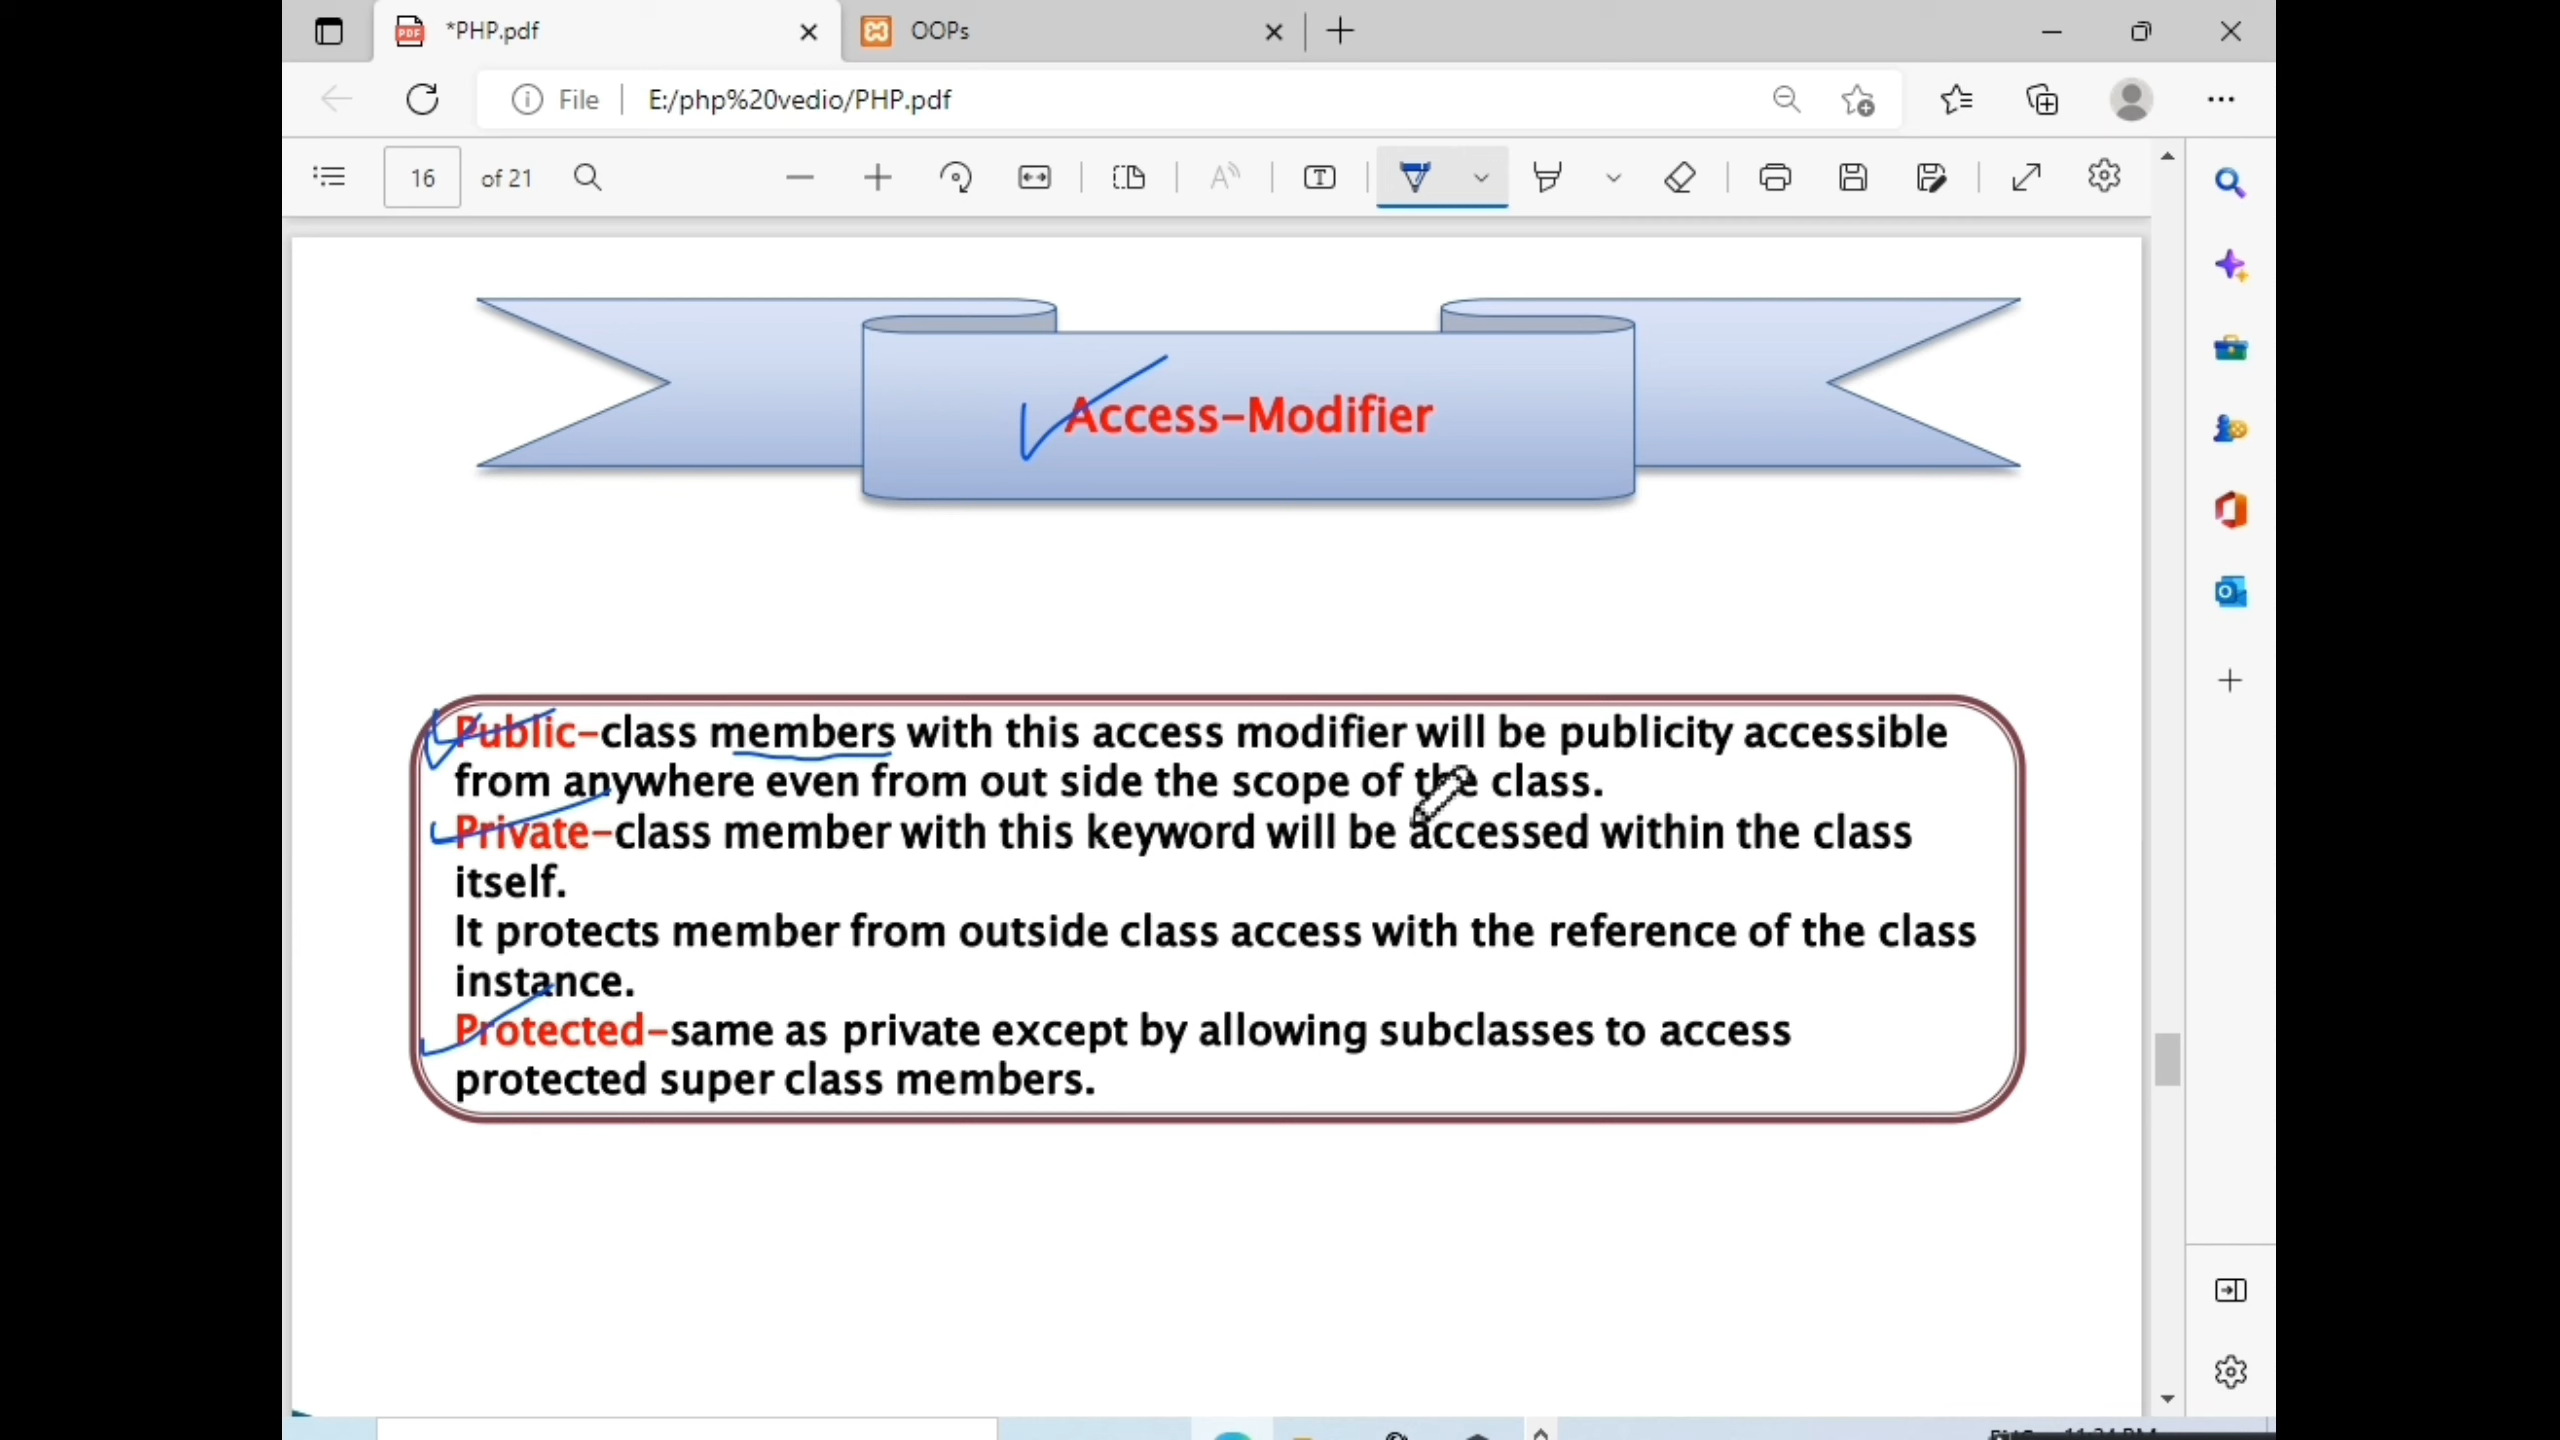 *PHP.pdf
OOPs
File
E:/php%20vedio/PHP.pdf
16 of 21
Access-Modifier
Public-class members with this access modifier will be publicity accessible
from anywhere even from out side the scope of the class.
Private-class member with this keyword will be accessed within the class
itself.
It protects member from outside class access with the reference of the class
instance.
Protected-same as private except by allowing subclasses to access
protected super class members.